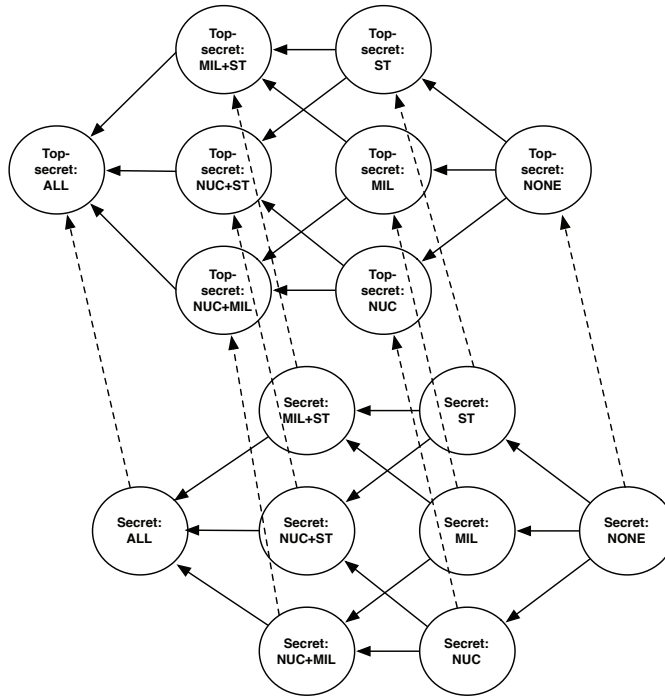 Top-
secret:
MIL+ST
Top-
secret:
ST
Top-
secret:
ALL
Top-
secret:
NUC+ST
Top-
secret:
MIL
Top-
secret:
NONE
Top-
secret:
NUC+MIL
Top-
secret:
NUC
Secret:
MIL+ST
Secret:
ST
Secret:
ALL
Secret:
NUC+ST
Secret:
MIL
Secret:
NONE
Secret:
NUC+MIL
Secret:
NUC